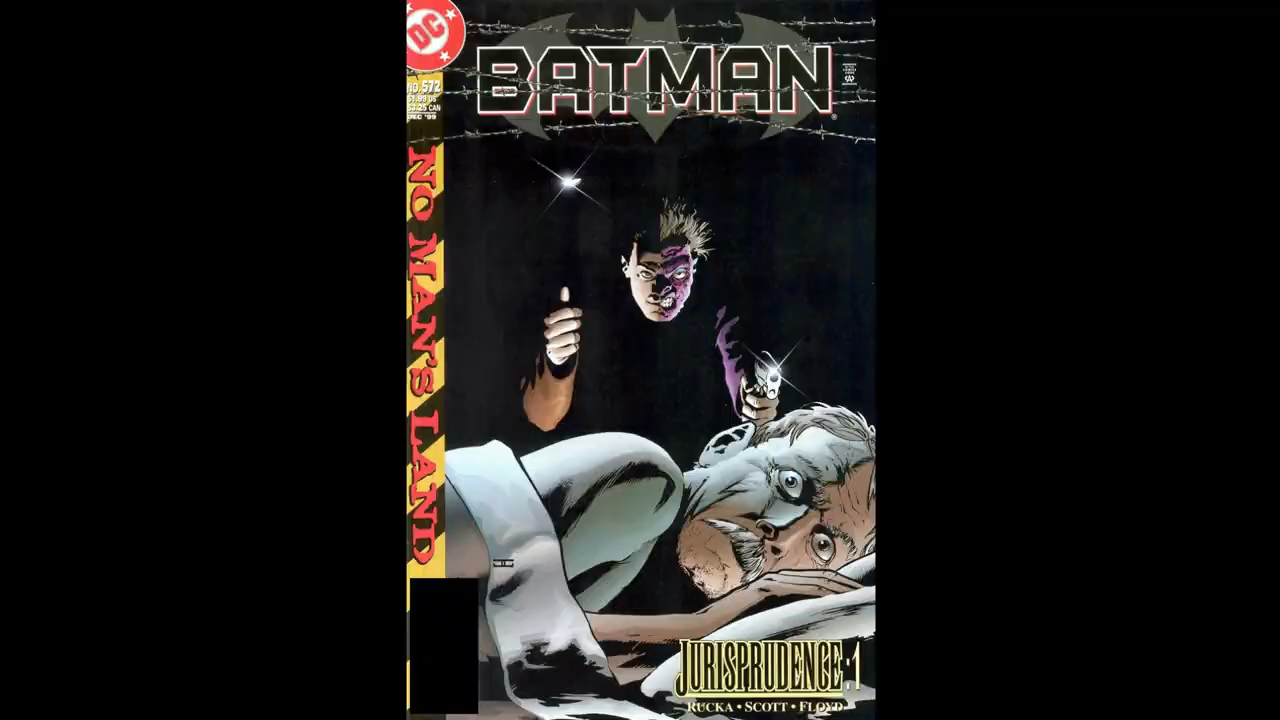 DC
BATMAN
NO. 572
$1.99 US
$3.25 CAN
DEC '99
NO MAN'S LAND
JURISPRUDENCE·1
RUCKA • SCOTT • FLOYD